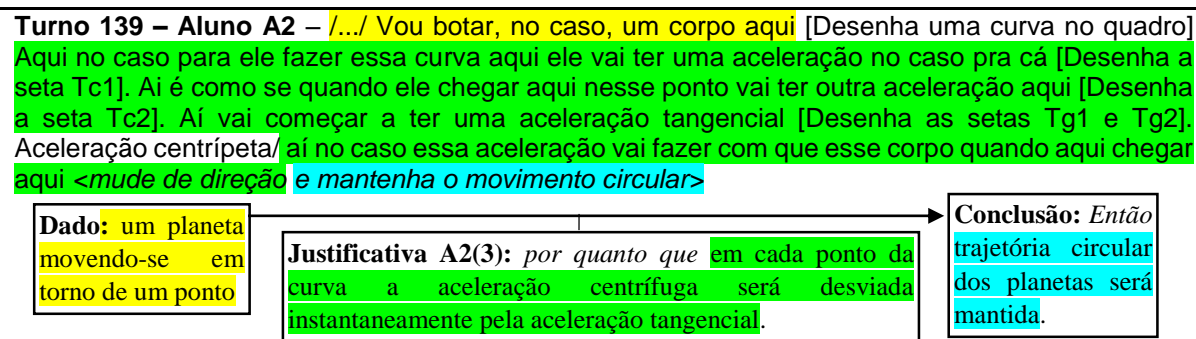 Turno 139 – Aluno A2 – /.../ Vou botar, no caso, um corpo aqui [Desenha uma curva no quadro]
Aqui no caso para ele fazer essa curva aqui ele vai ter uma aceleração no caso pra cá [Desenha a
seta Tc1]. Ai é como se quando ele chegar aqui nesse ponto vai ter outra aceleração aqui [Desenha
a seta Tc2]. Aí vai começar a ter uma aceleração tangencial [Desenha as setas Tg1 e Tg2].
Aceleração centrípeta/ aí no caso essa aceleração vai fazer com que esse corpo quando aqui chegar
aqui <mude de direção e mantenha o movimento circular>
Dado: um planeta
movendo-se em
torno de um ponto
Justificativa A2(3): por quanto que em cada ponto da
curva a aceleração centrífuga será desviada
instantaneamente pela aceleração tangencial.
Conclusão: Então
trajetória circular
dos planetas será
mantida.